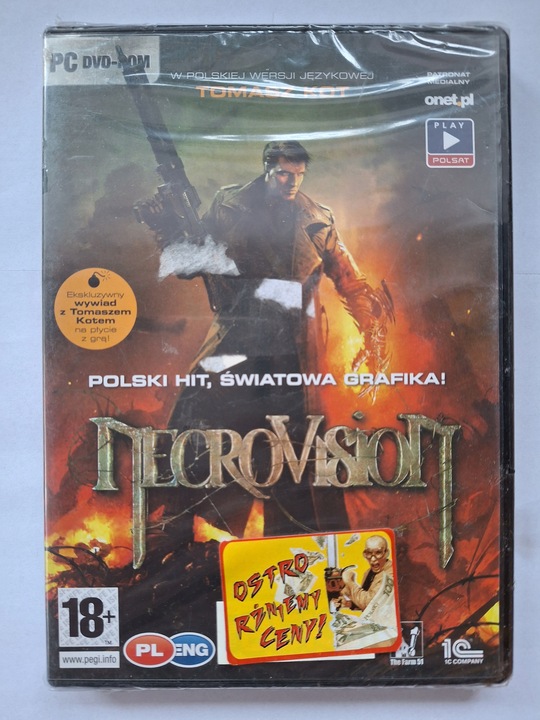 PC DVD-ROM
W POLSKIEJ WERSJI JĘZYKOWEJ
TOMASZ KOT
PATRONAT
MEDIALNY
onet.pl
PLAY
POLSAT
Ekskluzywny
wywiad
z Tomaszem
Kotem
na płycie
z grą!
POLSKI HIT, ŚWIATOWA GRAFIKA!
NECROVISION
OSTRO
RŻNIEMY
CENY!
18+
www.pegi.info
PL ENG
The Farm 51
1C
1C COMPANY